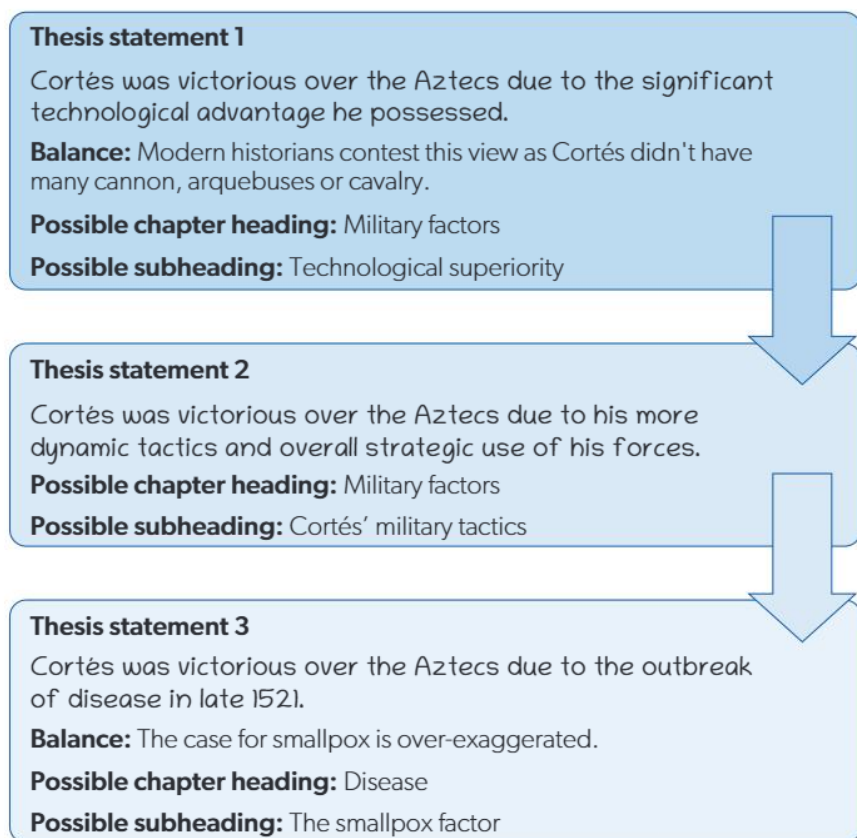 Thesis statement 1
Cortés was victorious over the Aztecs due to the significant
technological advantage he possessed.
Balance: Modern historians contest this view as Cortés didn't have
many cannon, arquebuses or cavalry.
Possible chapter heading: Military factors
Possible subheading: Technological superiority
Thesis statement 2
Cortés was victorious over the Aztecs due to his more
dynamic tactics and overall strategic use of his forces.
Possible chapter heading: Military factors
Possible subheading: Cortés’ military tactics
Thesis statement 3
Cortés was victorious over the Aztecs due to the outbreak
of disease in late 1521.
Balance: The case for smallpox is over-exaggerated.
Possible chapter heading: Disease
Possible subheading: The smallpox factor